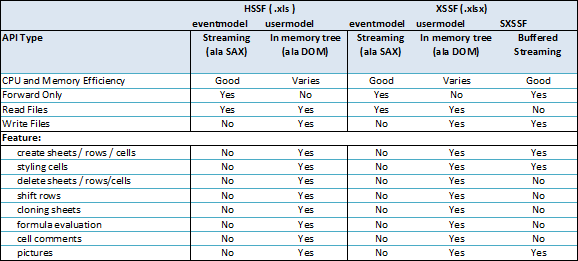 HSSF ( .xls ) XSSF (.xlsx)
eventmodel usermodel eventmodel usermodel SXSSF
API Type Streaming (ala SAX) In memory tree (ala DOM) Streaming (ala SAX) In memory tree (ala DOM) Buffered Streaming
CPU and Memory Efficiency Good Varies Good Varies Good
Forward Only Yes No Yes No Yes
Read Files Yes Yes Yes Yes No
Write Files No Yes No Yes Yes
Feature:
create sheets / rows / cells No Yes No Yes Yes
styling cells No Yes No Yes Yes
delete sheets / rows/cells No Yes No Yes No
shift rows No Yes No Yes No
cloning sheets No Yes No Yes No
formula evaluation No Yes No Yes No
cell comments No Yes No Yes No
pictures No Yes No Yes Yes